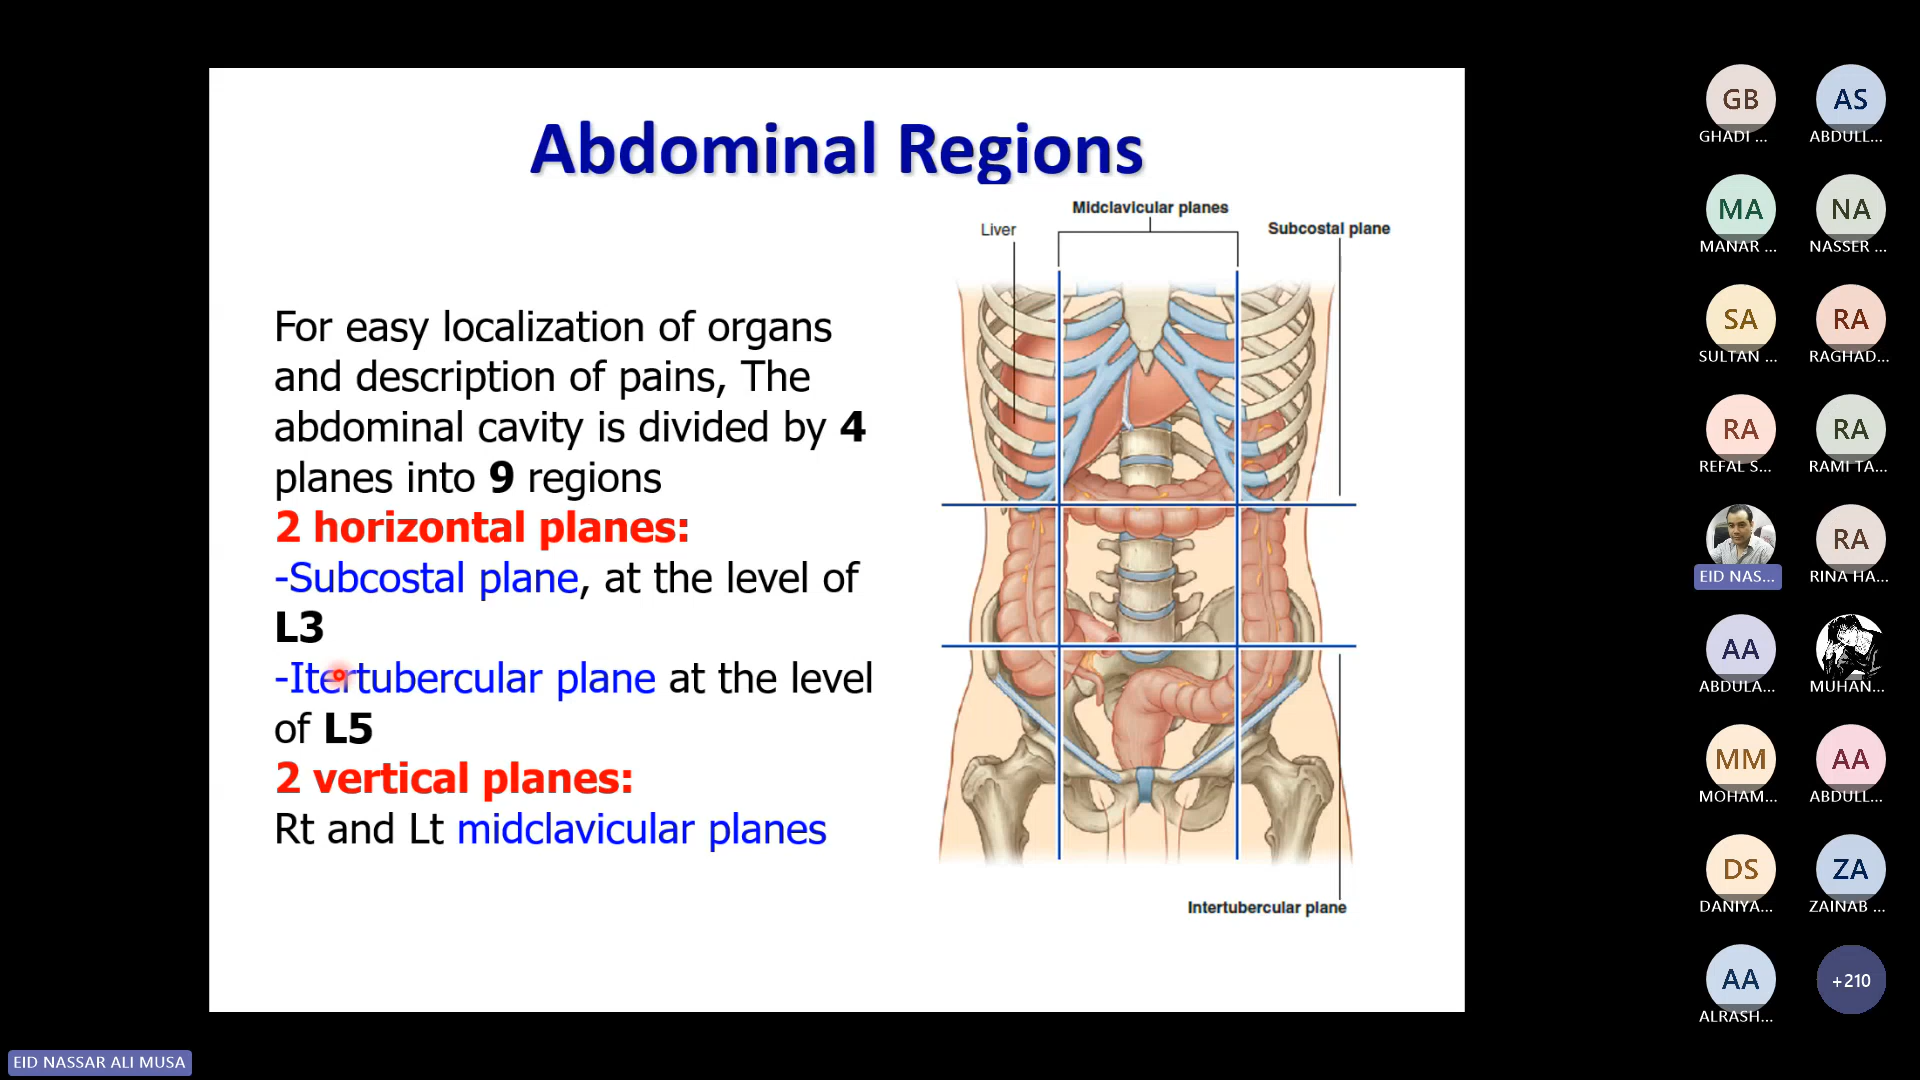 Abdominal Regions
Midclavicular planes
Liver
Subcostal plane
For easy localization of organs
and description of pains, The
abdominal cavity is divided by 4
planes into 9 regions
2 horizontal planes:
-Subcostal plane, at the level of
L3
-Itertubercular plane at the level
of L5
2 vertical planes:
Rt and Lt midclavicular planes
Intertubercular plane
GB
GHADI ...
AS
ABDULL...
MA
MANAR ...
NA
NASSER ...
SA
SULTAN ...
RA
RAGHAD...
RA
REFAL S...
RA
RAMI TA...
EID NAS...
RA
RINA HA...
AA
ABDULA...
MUHAN...
MM
MOHAM...
AA
ABDULL...
DS
DANIYA...
ZA
ZAINAB ...
AA
ALRASH...
+210
EID NASSAR ALI MUSA